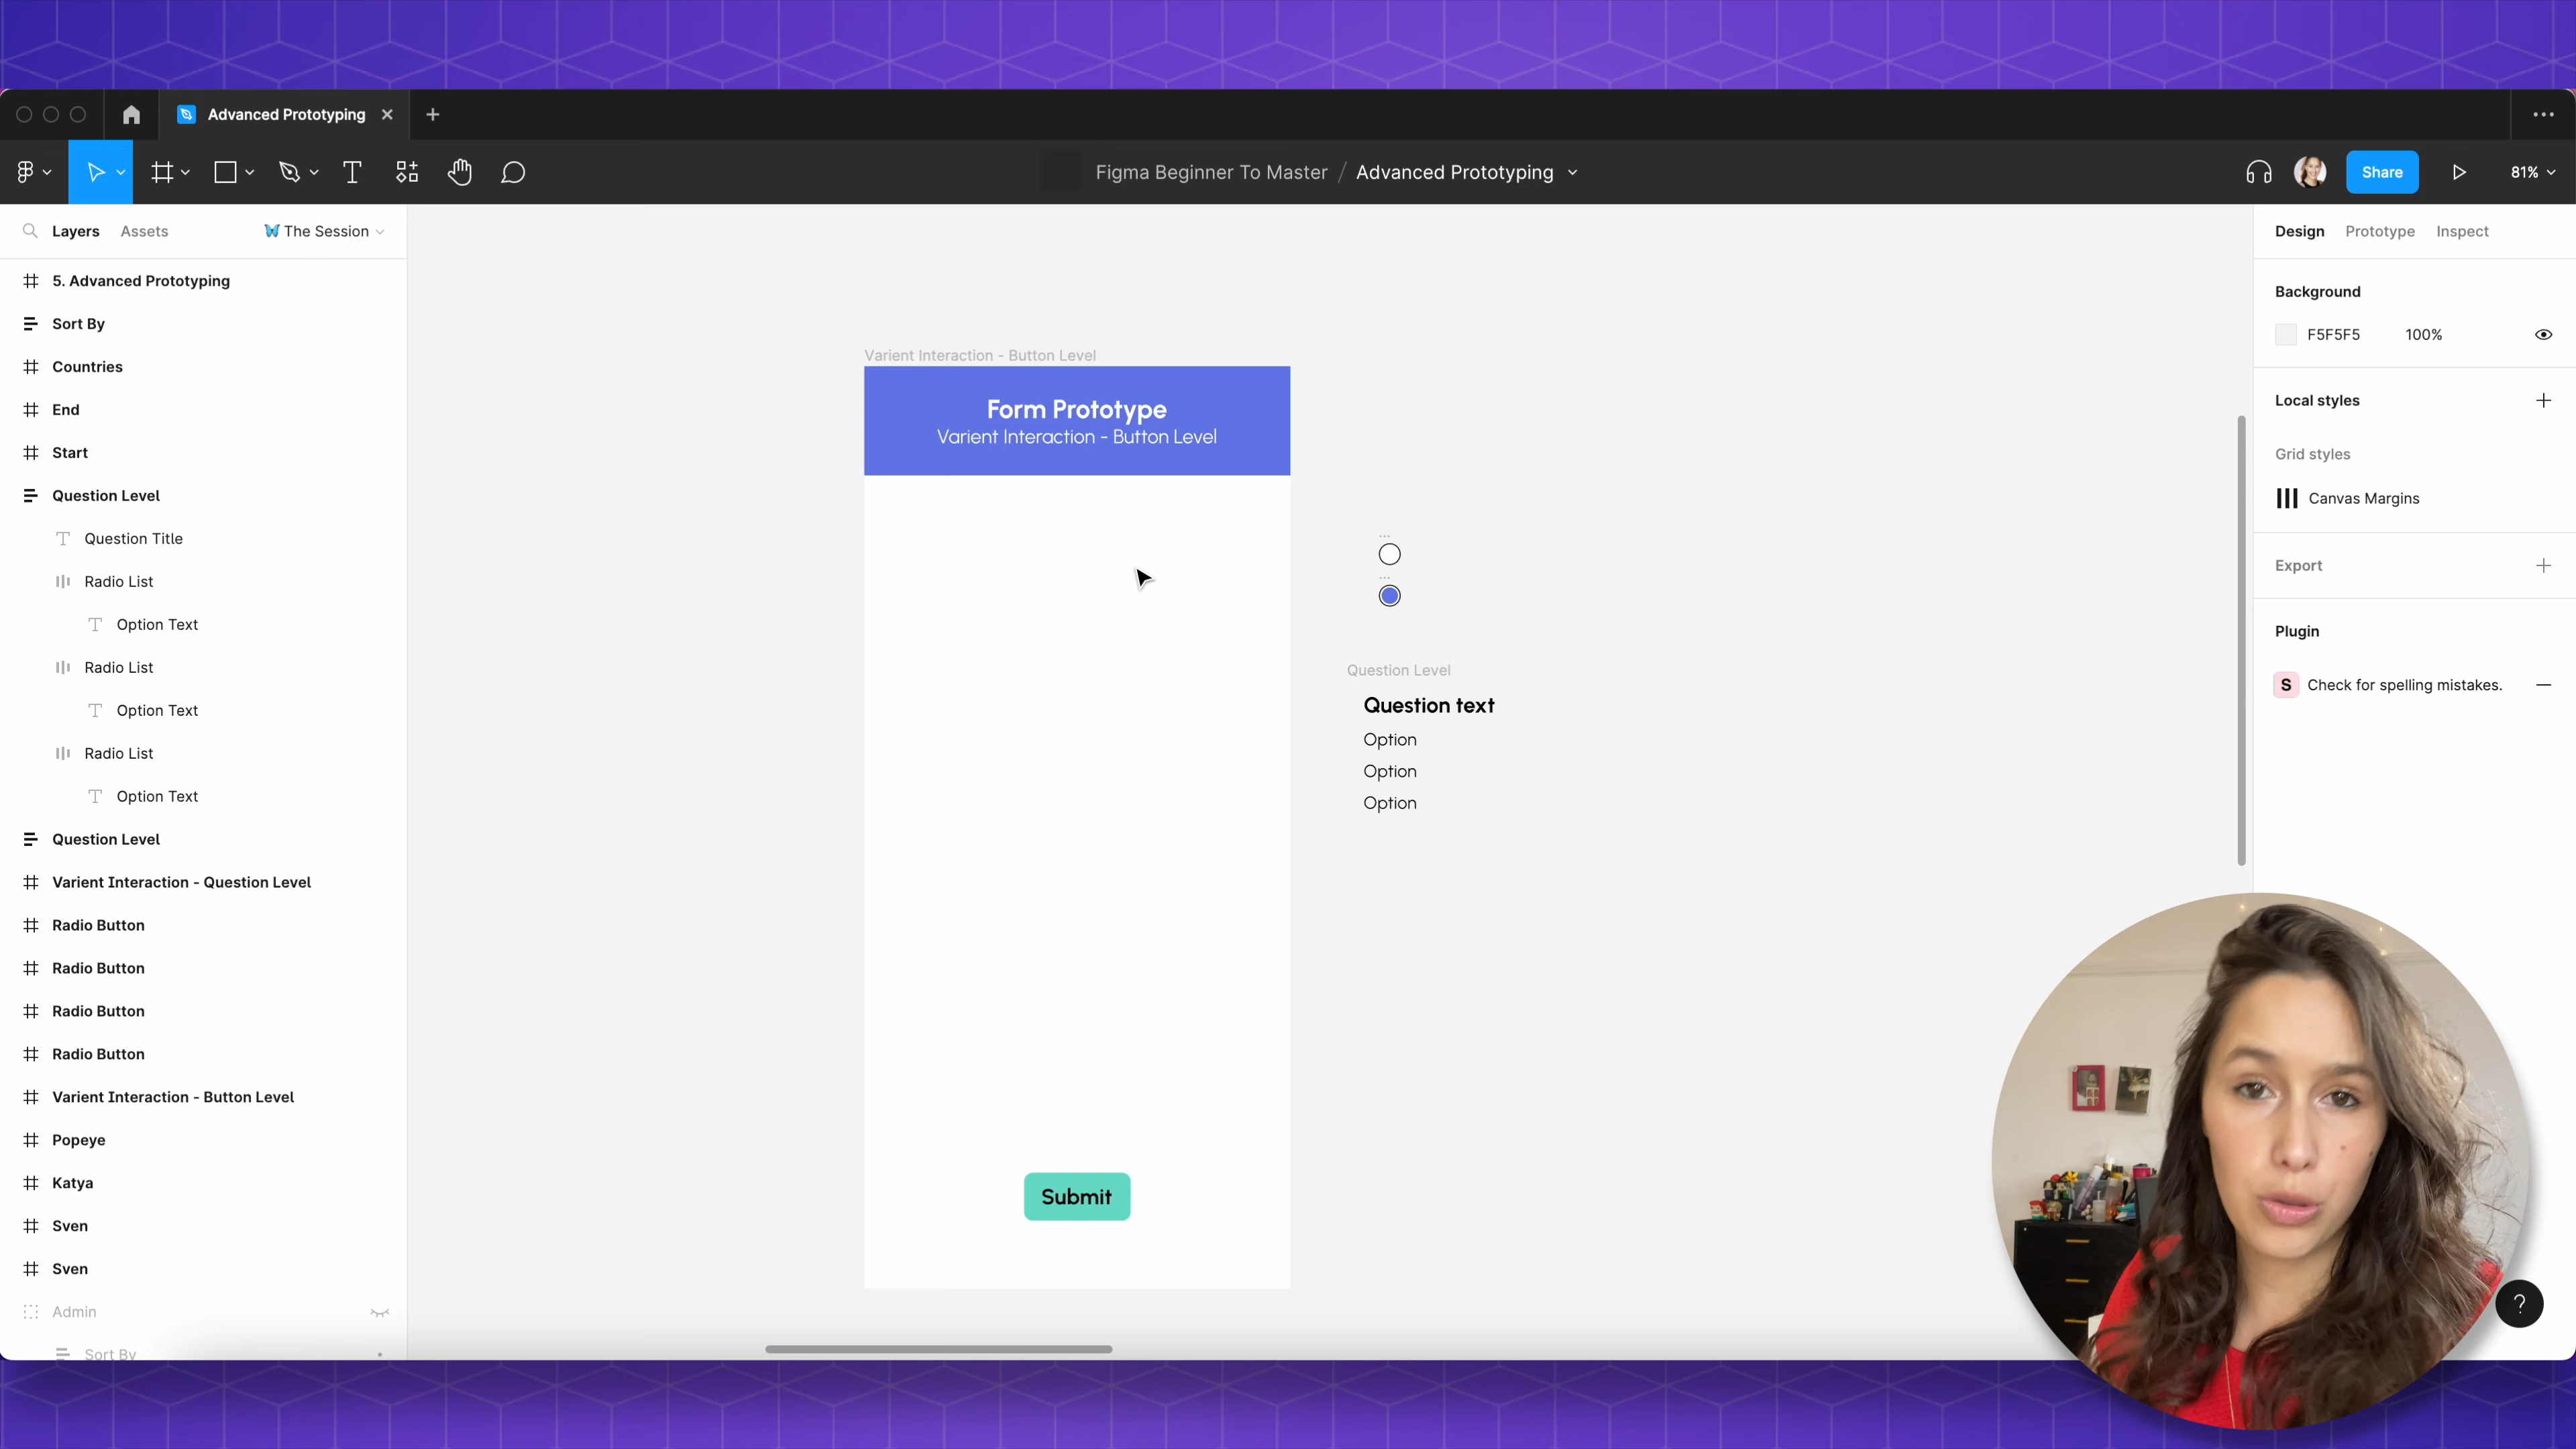 Advanced Prototyping
Figma Beginner To Master / Advanced Prototyping
Share
81%
Layers
Assets
The Session
5. Advanced Prototyping
Sort By
Countries
End
Start
Question Level
Question Title
Radio List
Option Text
Radio List
Option Text
Radio List
Option Text
Question Level
Varient Interaction - Question Level
Radio Button
Radio Button
Radio Button
Radio Button
Varient Interaction - Button Level
Popeye
Katya
Sven
Sven
Admin
Sort By
Varient Interaction - Button Level
Form Prototype
Varient Interaction - Button Level
Submit
...
...
Question Level
Question text
Option
Option
Option
Design
Prototype
Inspect
Background
F5F5F5
100%
Local styles
Grid styles
Canvas Margins
Export
Plugin
S
Check for spelling mistakes.
?